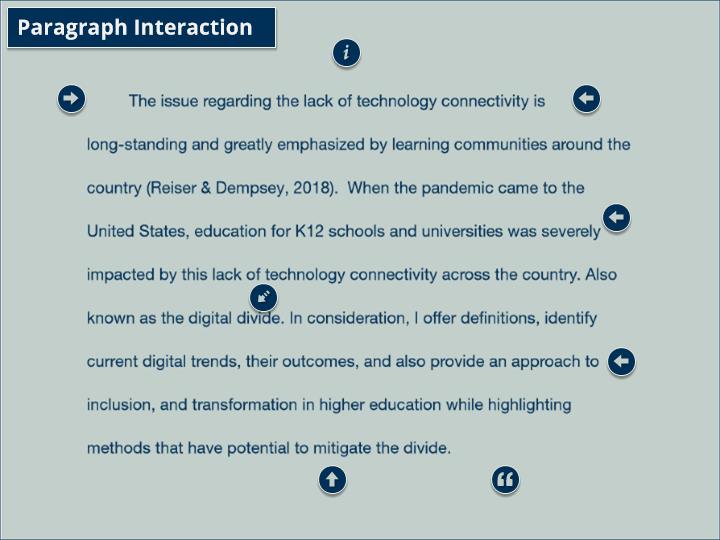 Paragraph Interaction
The issue regarding the lack of technology connectivity is
long-standing and greatly emphasized by learning communities around the
country (Reiser & Dempsey, 2018).  When the pandemic came to the
United States, education for K12 schools and universities was severely
impacted by this lack of technology connectivity across the country. Also
known as the digital divide. In consideration, I offer definitions, identify
current digital trends, their outcomes, and also provide an approach to
inclusion, and transformation in higher education while highlighting
methods that have potential to mitigate the divide.